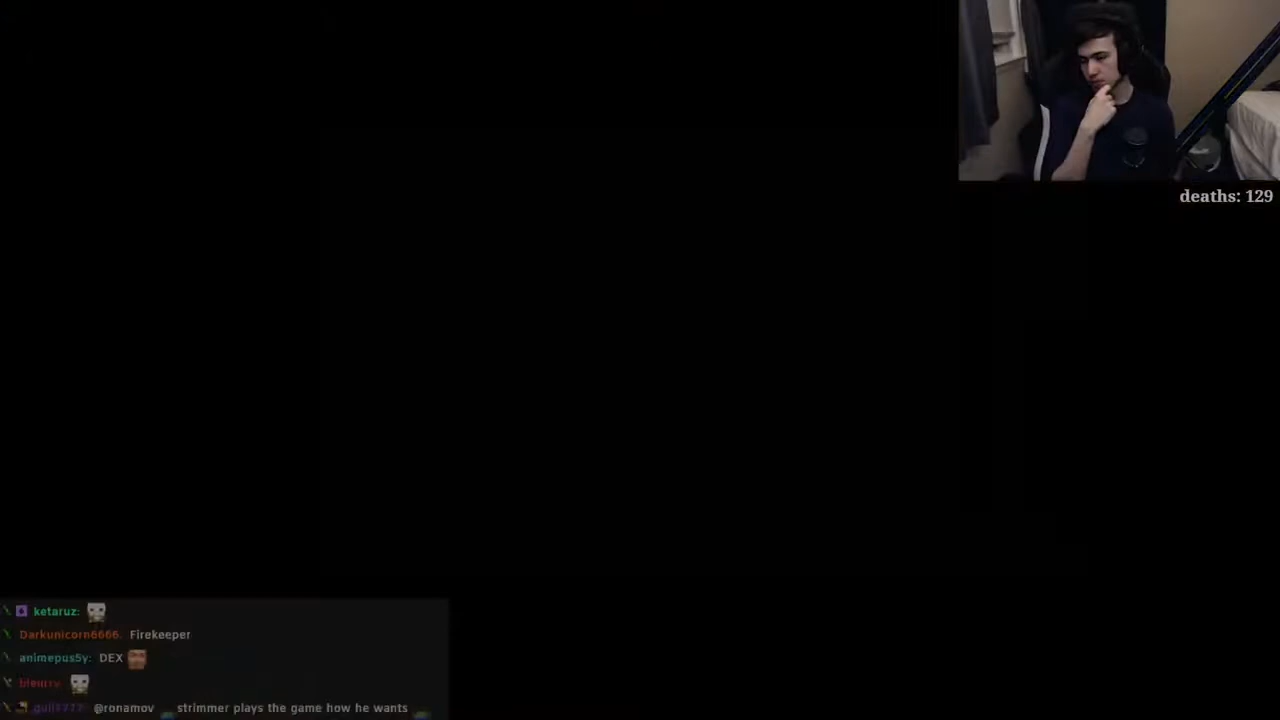 deaths: 129
ketaruz:
Darkunicorn6666: Firekeeper
animepus5y: DEX
@ronamov strimmer plays the game how he wants